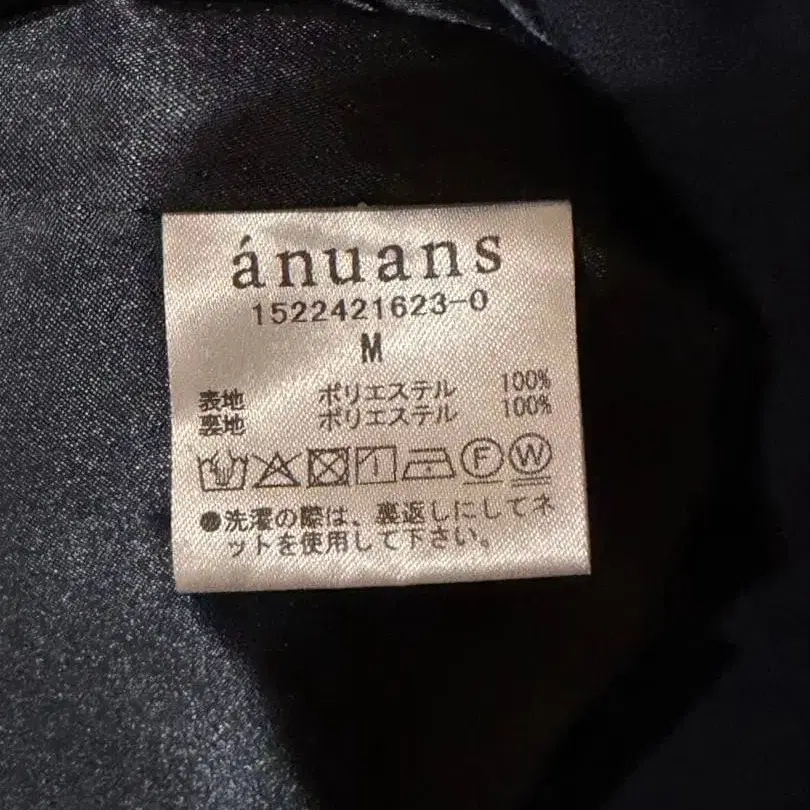 ánuans
1522421623-0
M
表地 ポリエステル 100%
裏地 ポリエステル 100%
F W
●洗濯の際は、裏返しにしてネ
ットを使用して下さい。